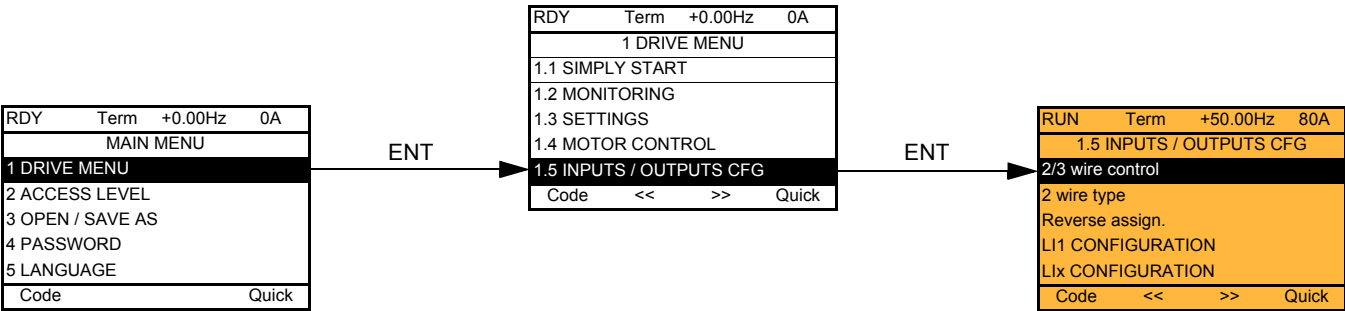 RDY Term +0.00Hz 0A
MAIN MENU
1 DRIVE MENU
2 ACCESS LEVEL
3 OPEN / SAVE AS
4 PASSWORD
5 LANGUAGE
Code Quick
ENT
RDY Term +0.00Hz 0A
1 DRIVE MENU
1.1 SIMPLY START
1.2 MONITORING
1.3 SETTINGS
1.4 MOTOR CONTROL
1.5 INPUTS / OUTPUTS CFG
Code << >> Quick
ENT
RUN Term +50.00Hz 80A
1.5 INPUTS / OUTPUTS CFG
2/3 wire control
2 wire type
Reverse assign.
LI1 CONFIGURATION
LIx CONFIGURATION
Code << >> Quick